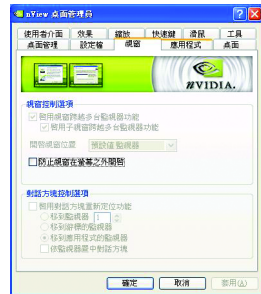 nView 桌面管理員
使用者介面 效果 縮放 快速鍵 滑鼠 工具
桌面管理 設定檔 視窗 應用程式 桌面
NVIDIA.
視窗控制選項
啟用視窗跨越多台監視器功能
啟用子視窗跨越多台監視器功能
開啟視窗位置 預設值 監視器
防止視窗在螢幕之外開啟
對話方塊控制選項
啟用對話方塊重新定位功能
移到監視器 1
移到游標的監視器
移到應用程式的監視器
依監視器置中對話方塊
確定 取消 套用(A)